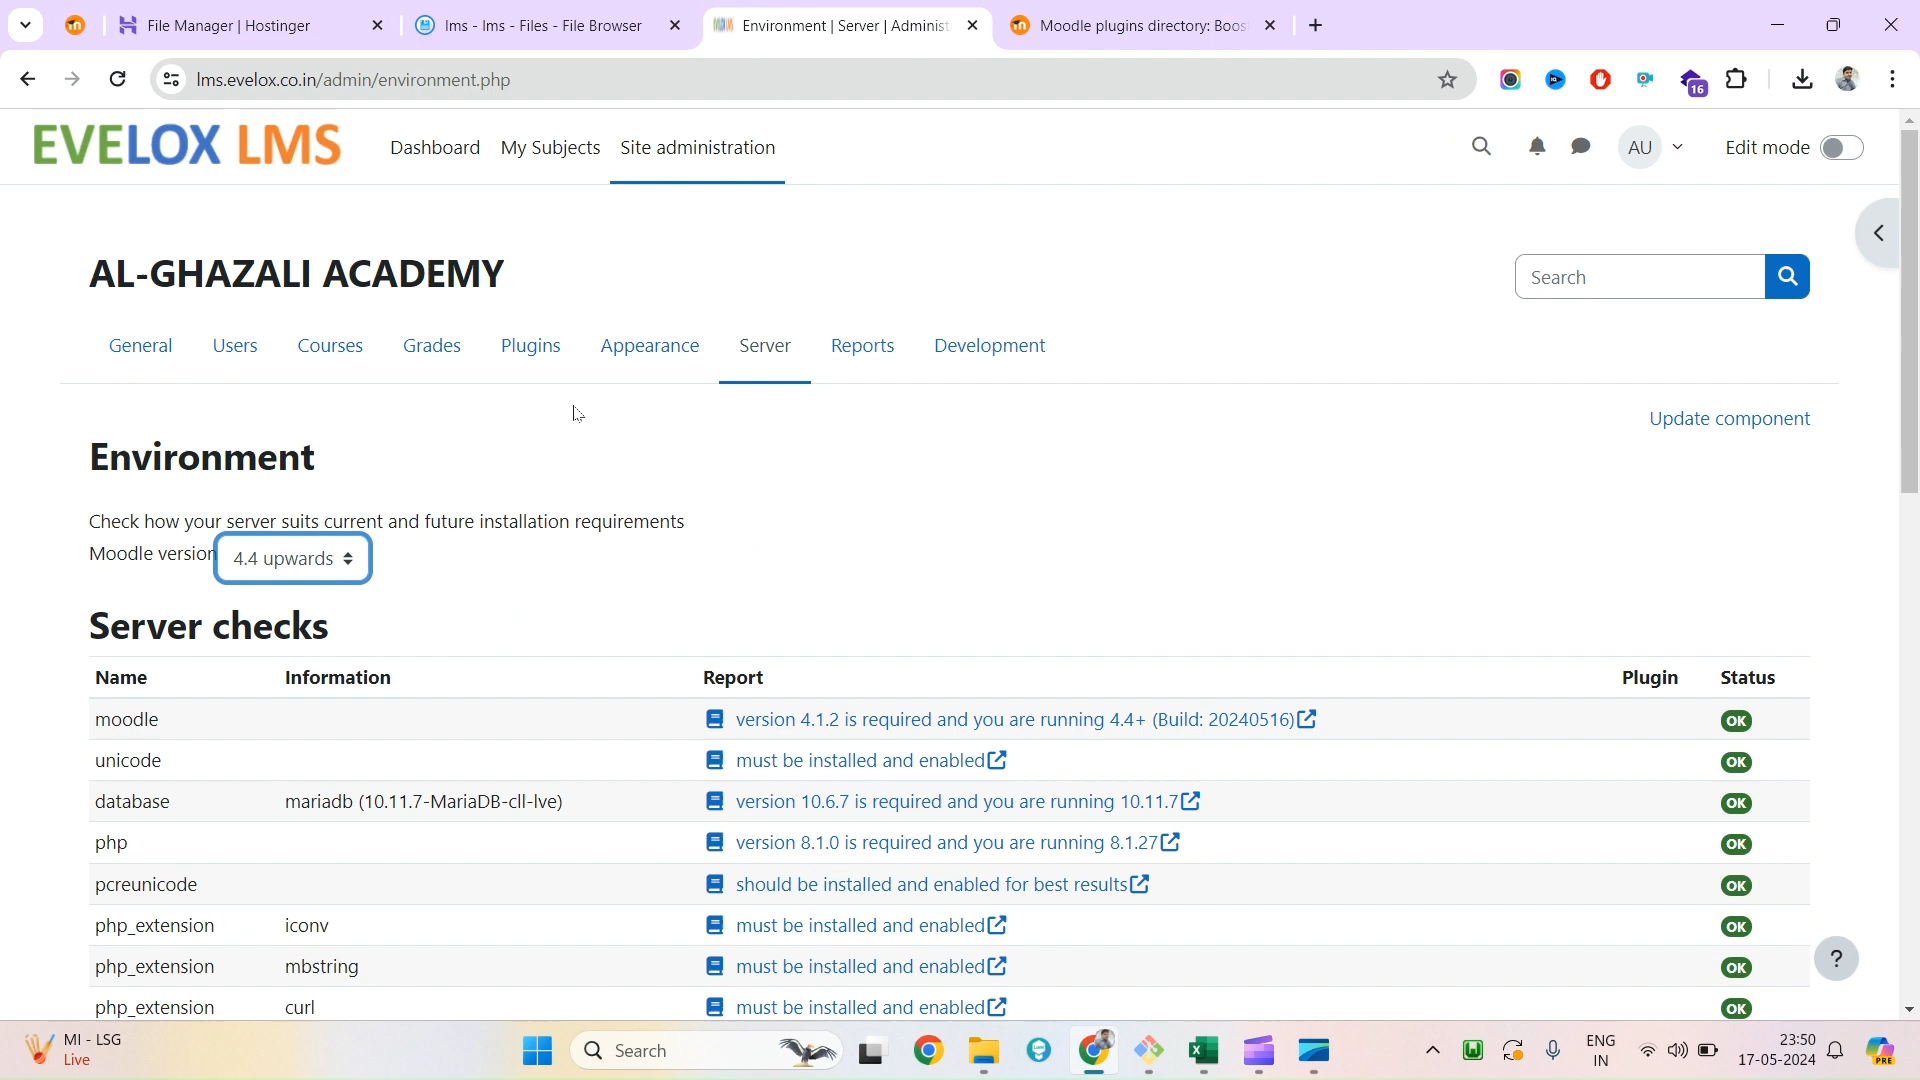 File Manager | Hostinger
lms - lms - Files - File Browser
Environment | Server | Administ
Moodle plugins directory: Boos
lms.evelox.co.in/admin/environment.php
16
EVELOX LMS
Dashboard
My Subjects
Site administration
AU
Edit mode
AL-GHAZALI ACADEMY
Search
General
Users
Courses
Grades
Plugins
Appearance
Server
Reports
Development
Update component
Environment
Check how your server suits current and future installation requirements
Moodle version 4.4 upwards
Server checks
Name Information Report Plugin Status
moodle version 4.1.2 is required and you are running 4.4+ (Build: 20240516) OK
unicode must be installed and enabled OK
database mariadb (10.11.7-MariaDB-cll-lve) version 10.6.7 is required and you are running 10.11.7 OK
php version 8.1.0 is required and you are running 8.1.27 OK
pcreunicode should be installed and enabled for best results OK
php_extension iconv must be installed and enabled OK
php_extension mbstring must be installed and enabled OK
php_extension curl must be installed and enabled OK
?
MI - LSG
Live
Search
ENG
IN
23:50
17-05-2024
PRE